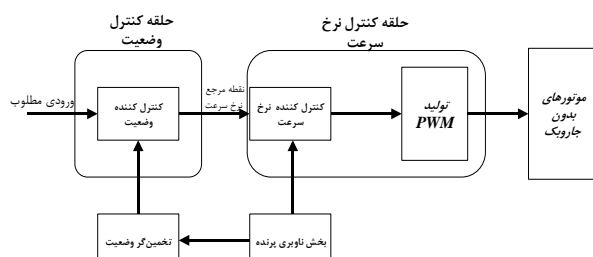 حلقه کنترل
وضعیت
حلقه کنترل نرخ
سرعت
ورودی مطلوب
کنترل کننده
وضعیت
نقطه مرجع
نرخ سرعت
کنترل کننده نرخ
سرعت
تولید
PWM
موتورهای
بدون
جاروبک
تخمین‌گر وضعیت
بخش ناوبری پرنده